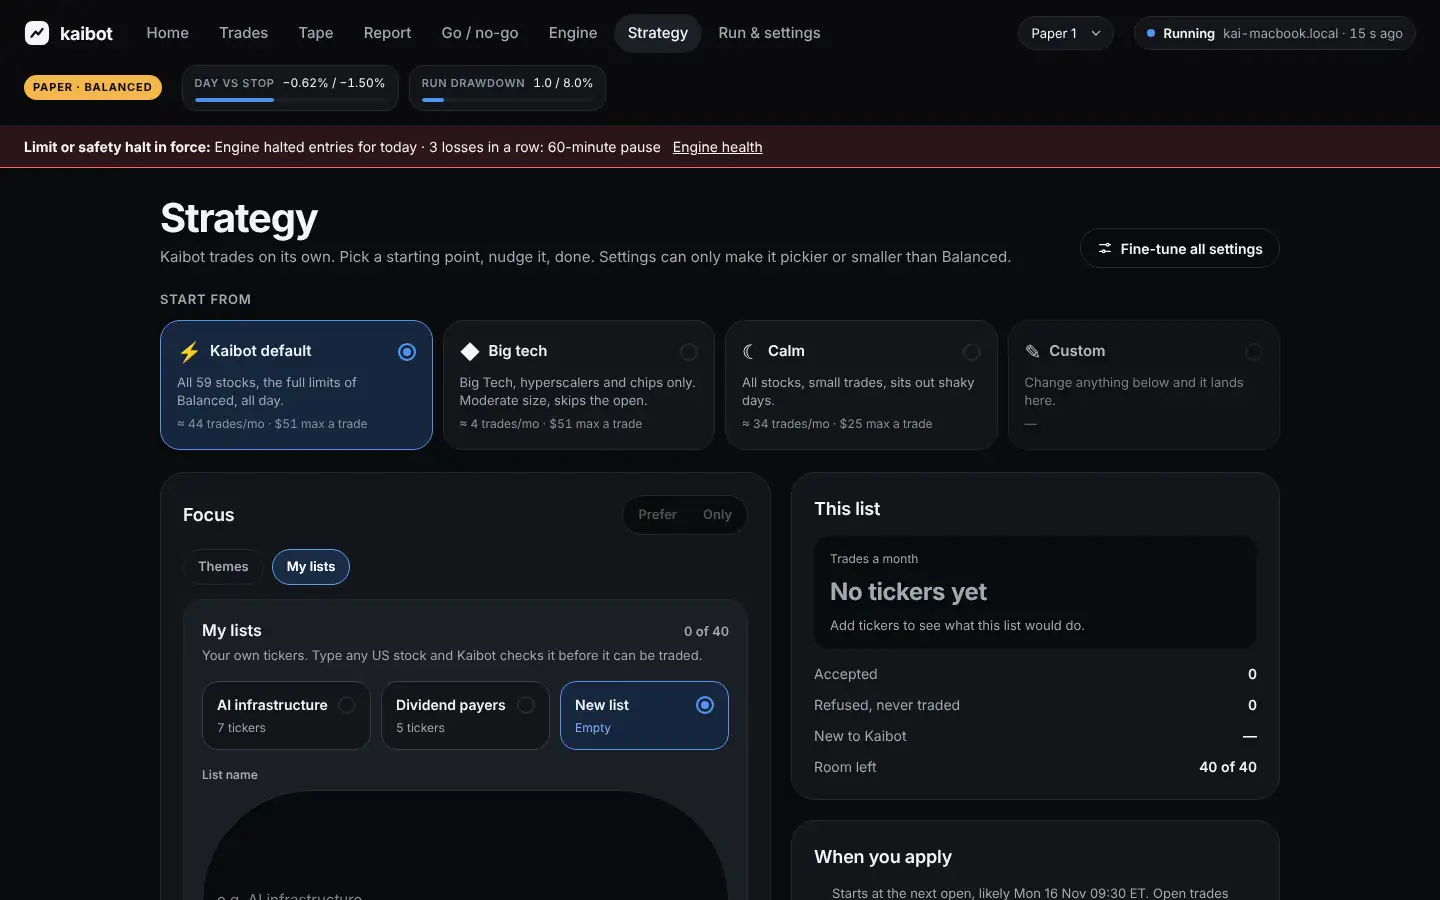 kaibot
Home
Trades
Tape
Report
Go / no-go
Engine
Strategy
Run & settings
Paper 1
Running kai-macbook.local · 15 s ago
PAPER · BALANCED
DAY VS STOP −0.62% / −1.50%
RUN DRAWDOWN 1.0 / 8.0%
Limit or safety halt in force: Engine halted entries for today · 3 losses in a row: 60-minute pause Engine health
Strategy
Kaibot trades on its own. Pick a starting point, nudge it, done. Settings can only make it pickier or smaller than Balanced.
Fine-tune all settings
START FROM
Kaibot default
All 59 stocks, the full limits of
Balanced, all day.
≈ 44 trades/mo · $51 max a trade
Big tech
Big Tech, hyperscalers and chips only.
Moderate size, skips the open.
≈ 4 trades/mo · $51 max a trade
Calm
All stocks, small trades, sits out shaky
days.
≈ 34 trades/mo · $25 max a trade
Custom
Change anything below and it lands
here.
—
Focus
Prefer
Only
Themes
My lists
My lists
0 of 40
Your own tickers. Type any US stock and Kaibot checks it before it can be traded.
AI infrastructure
7 tickers
Dividend payers
5 tickers
New list
Empty
List name
e.g. AI infrastructure
This list
Trades a month
No tickers yet
Add tickers to see what this list would do.
Accepted 0
Refused, never traded 0
New to Kaibot —
Room left 40 of 40
When you apply
Starts at the next open, likely Mon 16 Nov 09:30 ET. Open trades